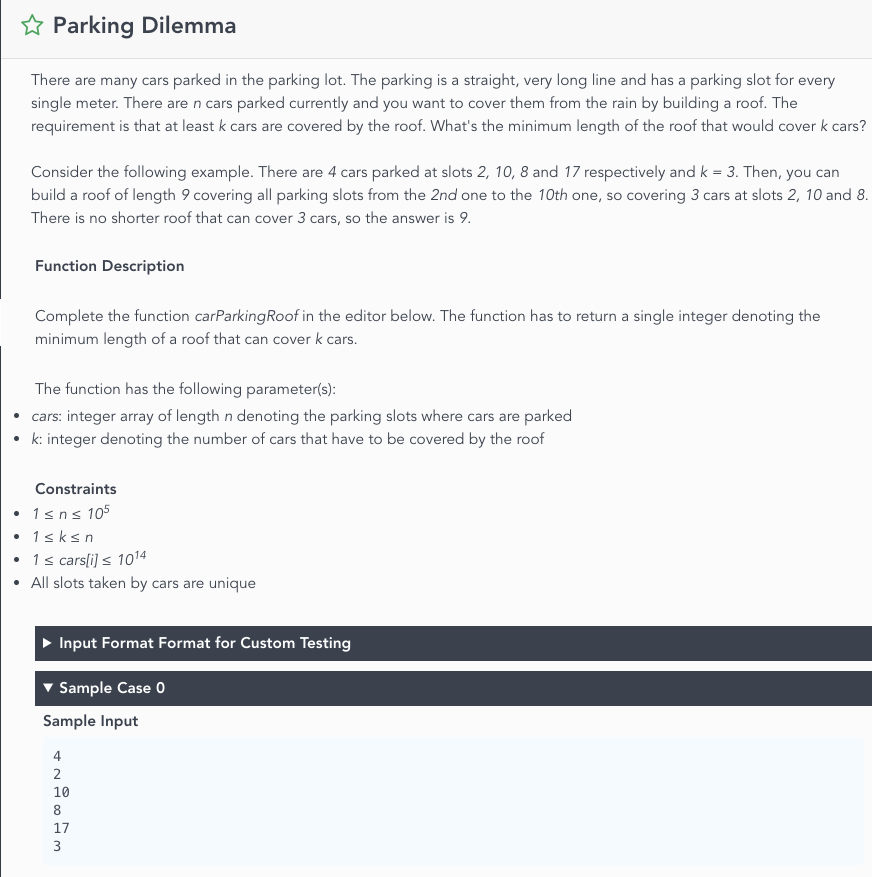 Parking Dilemma
There are many cars parked in the parking lot. The parking is a straight, very long line and has a parking slot for every
single meter. There are n cars parked currently and you want to cover them from the rain by building a roof. The
requirement is that at least k cars are covered by the roof. What's the minimum length of the roof that would cover k cars?
Consider the following example. There are 4 cars parked at slots 2, 10, 8 and 17 respectively and k = 3. Then, you can
build a roof of length 9 covering all parking slots from the 2nd one to the 10th one, so covering 3 cars at slots 2, 10 and 8.
There is no shorter roof that can cover 3 cars, so the answer is 9.
Function Description
Complete the function carParkingRoof in the editor below. The function has to return a single integer denoting the
minimum length of a roof that can cover k cars.
The function has the following parameter(s):
• cars: integer array of length n denoting the parking slots where cars are parked
• k: integer denoting the number of cars that have to be covered by the roof
Constraints
• 1 ≤ n ≤ 10⁵
• 1 ≤ k ≤ n
• 1 ≤ cars[i] ≤ 10¹⁴
• All slots taken by cars are unique
▶ Input Format Format for Custom Testing
▼ Sample Case 0
Sample Input
4
2
10
8
17
3